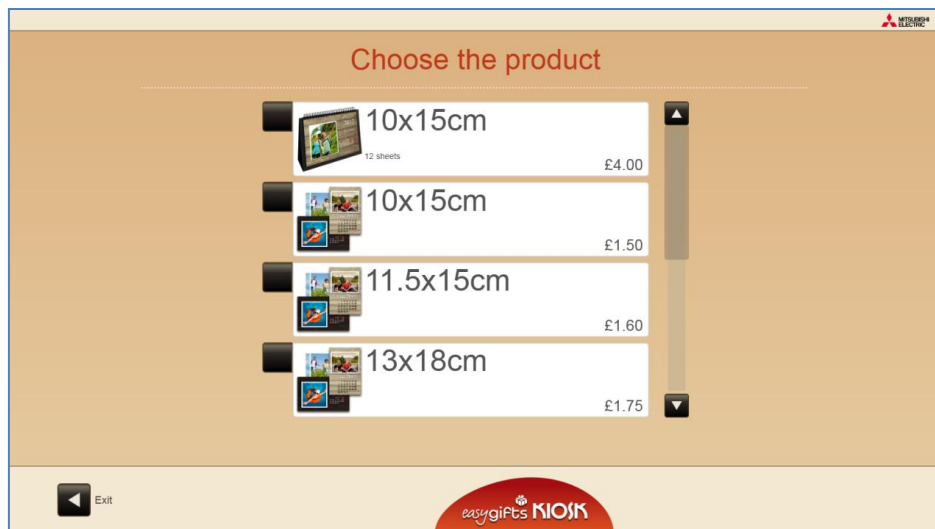 MITSUBISHI
ELECTRIC
Choose the product
10x15cm
12 sheets
£4.00
10x15cm
£1.50
11.5x15cm
£1.60
13x18cm
£1.75
Exit
easygifts KIOSK